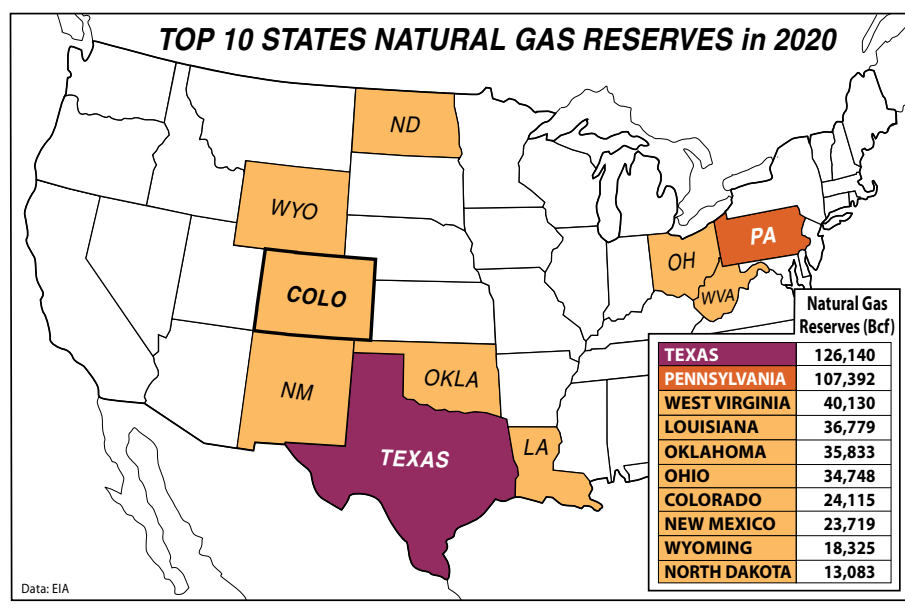 TOP 10 STATES NATURAL GAS RESERVES in 2020
ND
WYO
COLO
NM
OKLA
TEXAS
LA
OH
WVA
PA
Natural Gas
Reserves (Bcf)
TEXAS 126,140
PENNSYLVANIA 107,392
WEST VIRGINIA 40,130
LOUISIANA 36,779
OKLAHOMA 35,833
OHIO 34,748
COLORADO 24,115
NEW MEXICO 23,719
WYOMING 18,325
NORTH DAKOTA 13,083
Data: EIA